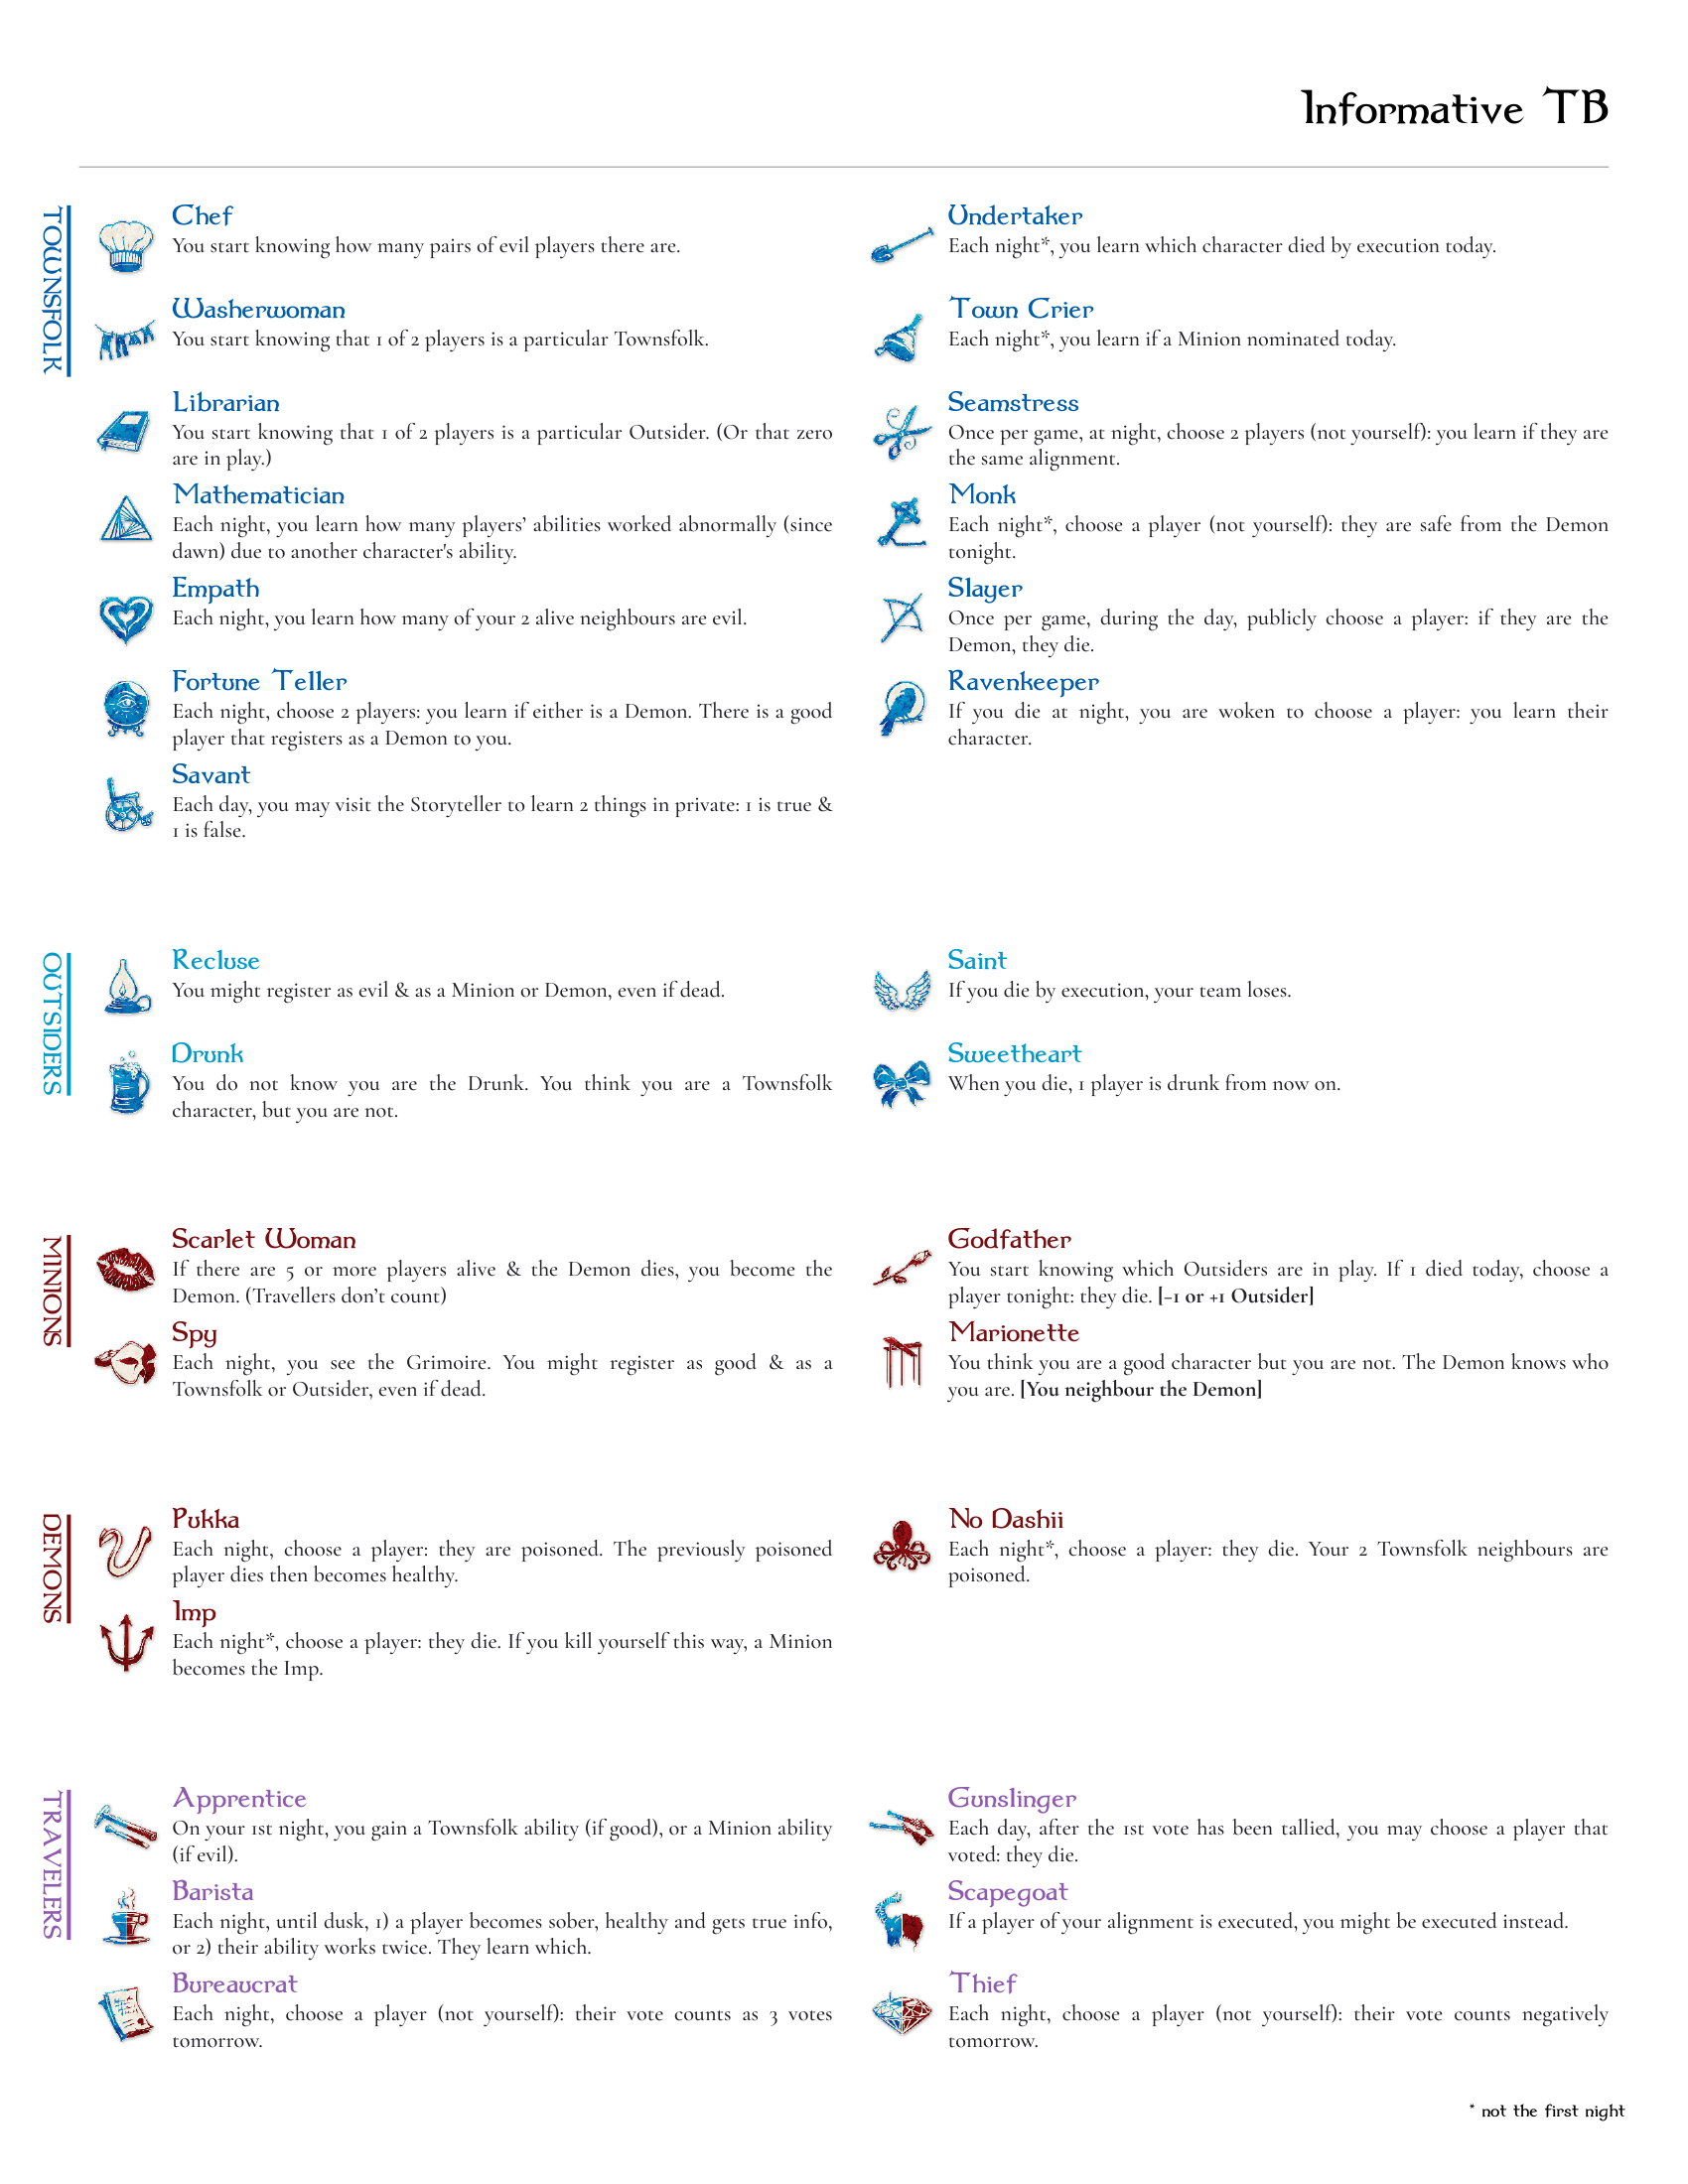 Informative TB
TOWNSFOLK
Chef
You start knowing how many pairs of evil players there are.
Washerwoman
You start knowing that 1 of 2 players is a particular Townsfolk.
Librarian
You start knowing that 1 of 2 players is a particular Outsider. (Or that zero
are in play.)
Mathematician
Each night, you learn how many players’ abilities worked abnormally (since
dawn) due to another character's ability.
Empath
Each night, you learn how many of your 2 alive neighbours are evil.
Fortune Teller
Each night, choose 2 players: you learn if either is a Demon. There is a good
player that registers as a Demon to you.
Savant
Each day, you may visit the Storyteller to learn 2 things in private: 1 is true &
1 is false.
Undertaker
Each night*, you learn which character died by execution today.
Town Crier
Each night*, you learn if a Minion nominated today.
Seamstress
Once per game, at night, choose 2 players (not yourself): you learn if they are
the same alignment.
Monk
Each night*, choose a player (not yourself): they are safe from the Demon
tonight.
Slayer
Once per game, during the day, publicly choose a player: if they are the
Demon, they die.
Ravenkeeper
If you die at night, you are woken to choose a player: you learn their
character.
OUTSIDERS
Recluse
You might register as evil & as a Minion or Demon, even if dead.
Drunk
You do not know you are the Drunk. You think you are a Townsfolk
character, but you are not.
Saint
If you die by execution, your team loses.
Sweetheart
When you die, 1 player is drunk from now on.
MINIONS
Scarlet Woman
If there are 5 or more players alive & the Demon dies, you become the
Demon. (Travellers don’t count)
Spy
Each night, you see the Grimoire. You might register as good & as a
Townsfolk or Outsider, even if dead.
Godfather
You start knowing which Outsiders are in play. If 1 died today, choose a
player tonight: they die. [−1 or +1 Outsider]
Marionette
You think you are a good character but you are not. The Demon knows who
you are. [You neighbour the Demon]
DEMONS
Pukka
Each night, choose a player: they are poisoned. The previously poisoned
player dies then becomes healthy.
Imp
Each night*, choose a player: they die. If you kill yourself this way, a Minion
becomes the Imp.
No Dashii
Each night*, choose a player: they die. Your 2 Townsfolk neighbours are
poisoned.
TRAVELERS
Apprentice
On your 1st night, you gain a Townsfolk ability (if good), or a Minion ability
(if evil).
Barista
Each night, until dusk, 1) a player becomes sober, healthy and gets true info,
or 2) their ability works twice. They learn which.
Bureaucrat
Each night, choose a player (not yourself): their vote counts as 3 votes
tomorrow.
Gunslinger
Each day, after the 1st vote has been tallied, you may choose a player that
voted: they die.
Scapegoat
If a player of your alignment is executed, you might be executed instead.
Thief
Each night, choose a player (not yourself): their vote counts negatively
tomorrow.
* not the first night